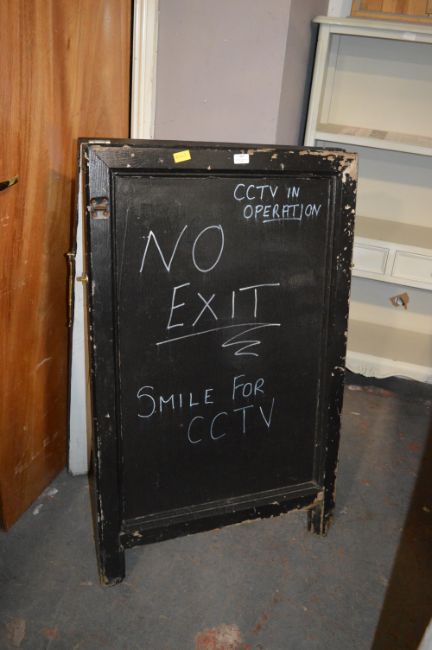 CCTV IN
OPERATION
NO
EXIT
SMILE FOR
CCTV